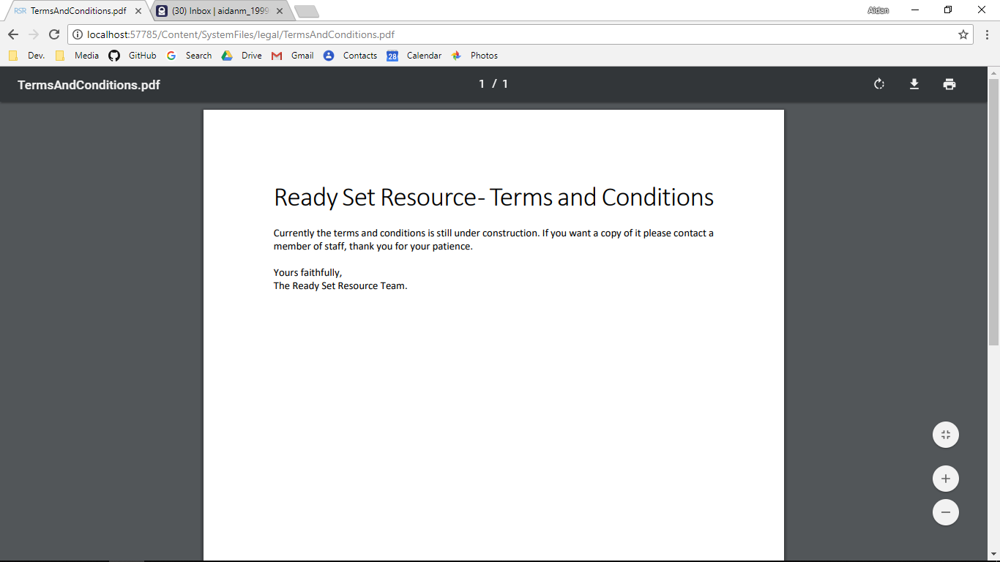 RSR TermsAndConditions.pdf (30) Inbox | aidanm_1999 Aidan
localhost:57785/Content/SystemFiles/legal/TermsAndConditions.pdf
Dev. Media GitHub Search Drive Gmail 28 Contacts Calendar Photos
TermsAndConditions.pdf 1 / 1
Ready Set Resource- Terms and Conditions
Currently the terms and conditions is still under construction. If you want a copy of it please contact a
member of staff, thank you for your patience.
Yours faithfully,
The Ready Set Resource Team.